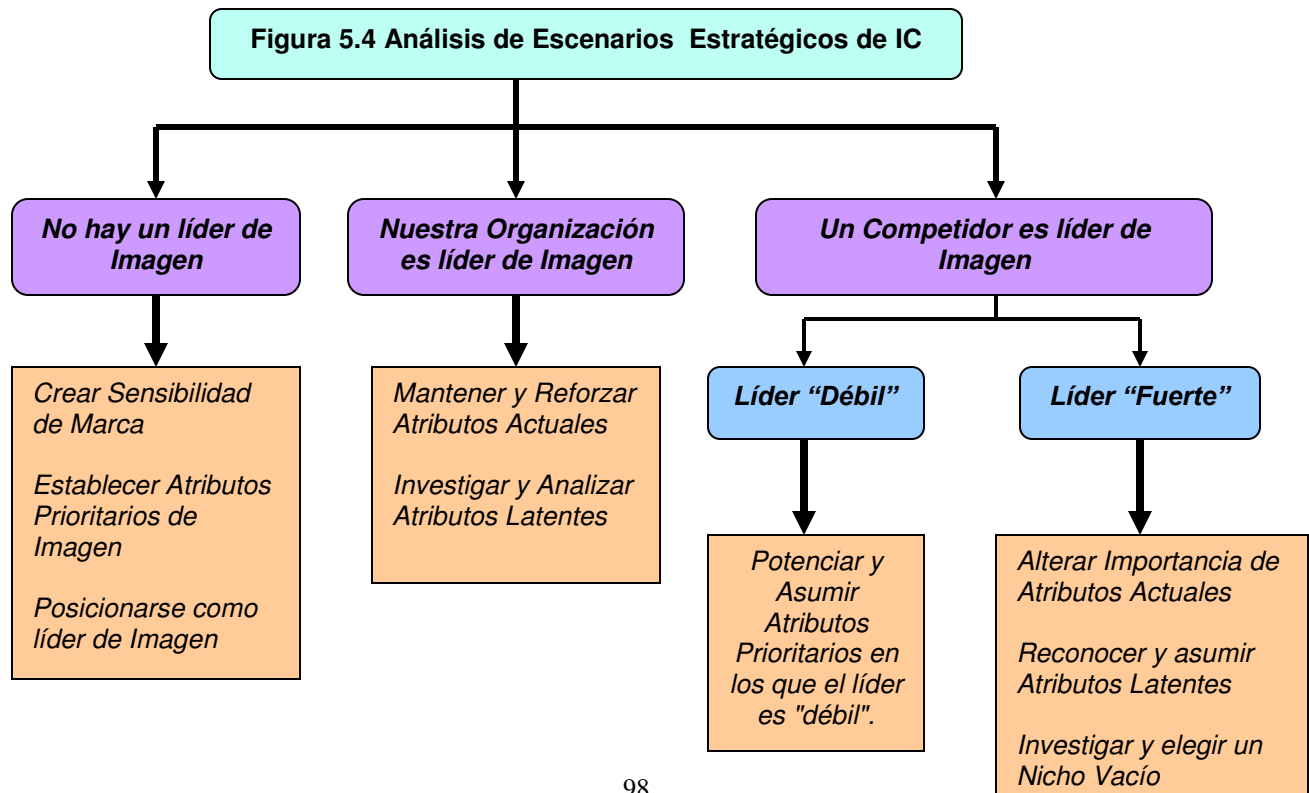 Figura 5.4 Análisis de Escenarios  Estratégicos de IC
No hay un líder de
Imagen
Nuestra Organización
es líder de Imagen
Un Competidor es líder de
Imagen
Crear Sensibilidad
de Marca
Establecer Atributos
Prioritarios de
Imagen
Posicionarse como
líder de Imagen
Mantener y Reforzar
Atributos Actuales
Investigar y Analizar
Atributos Latentes
Líder “Débil”
Líder “Fuerte”
Potenciar y
Asumir
Atributos
Prioritarios en
los que el líder
es "débil".
Alterar Importancia de
Atributos Actuales
Reconocer y asumir
Atributos Latentes
Investigar y elegir un
Nicho Vacío
98